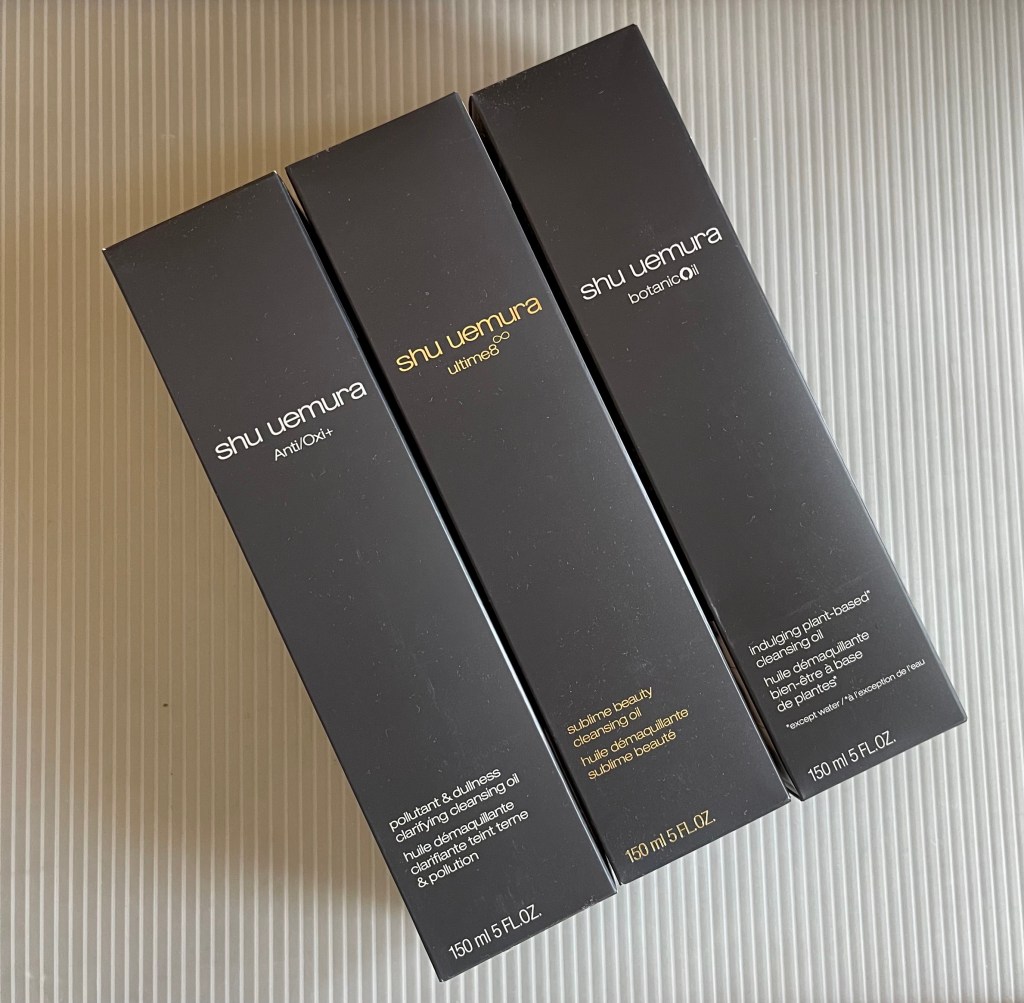 shu uemura
Anti/Oxi+
pollutant & dullness
clarifying cleansing oil
huile démaquillante
clarifiante teint terne
& pollution
150 ml 5 FL.OZ.
shu uemura
ultime8∞
sublime beauty
cleansing oil
huile démaquillante
sublime beauté
150 ml 5 FL.OZ.
shu uemura
botanicOil
indulging plant-based*
cleansing oil
huile démaquillante
bien-être à base
de plantes*
*except water / *à l'exception de l'eau
150 ml 5 FL.OZ.